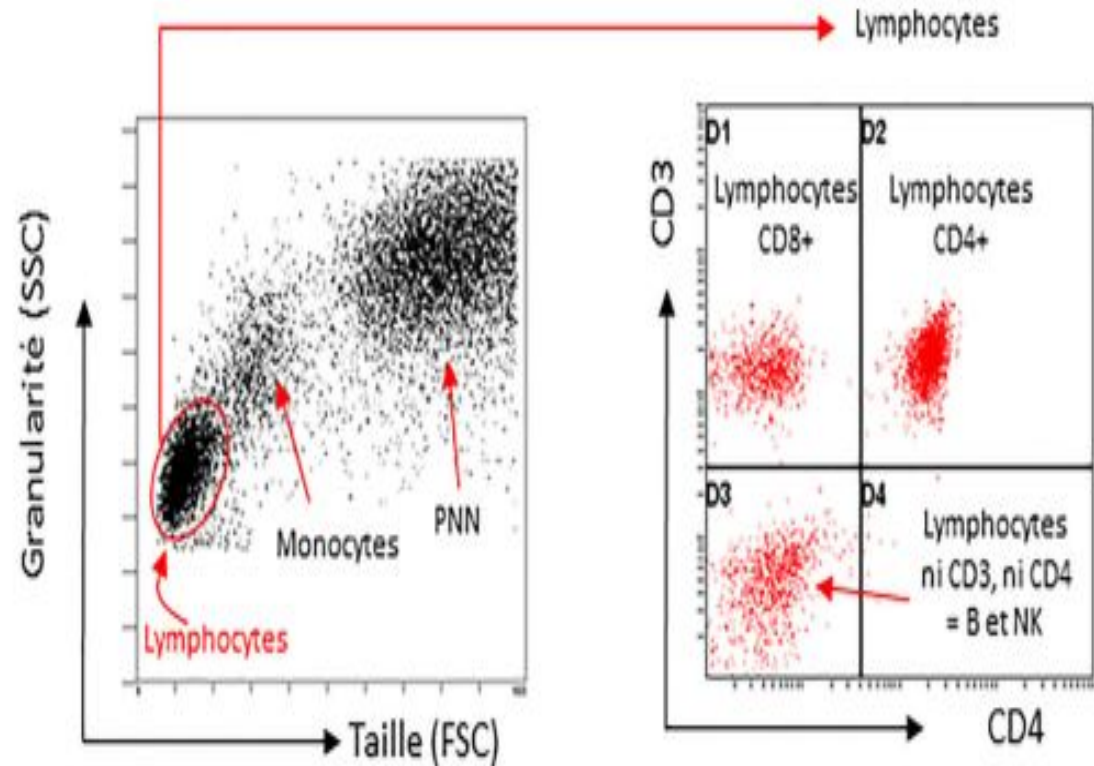 Lymphocytes
Granularité (SSC)
Monocytes
PNN
Lymphocytes
Taille (FSC)
CD3
D1
D2
Lymphocytes
CD8+
Lymphocytes
CD4+
D3
D4
Lymphocytes
ni CD3, ni CD4
= B et NK
CD4